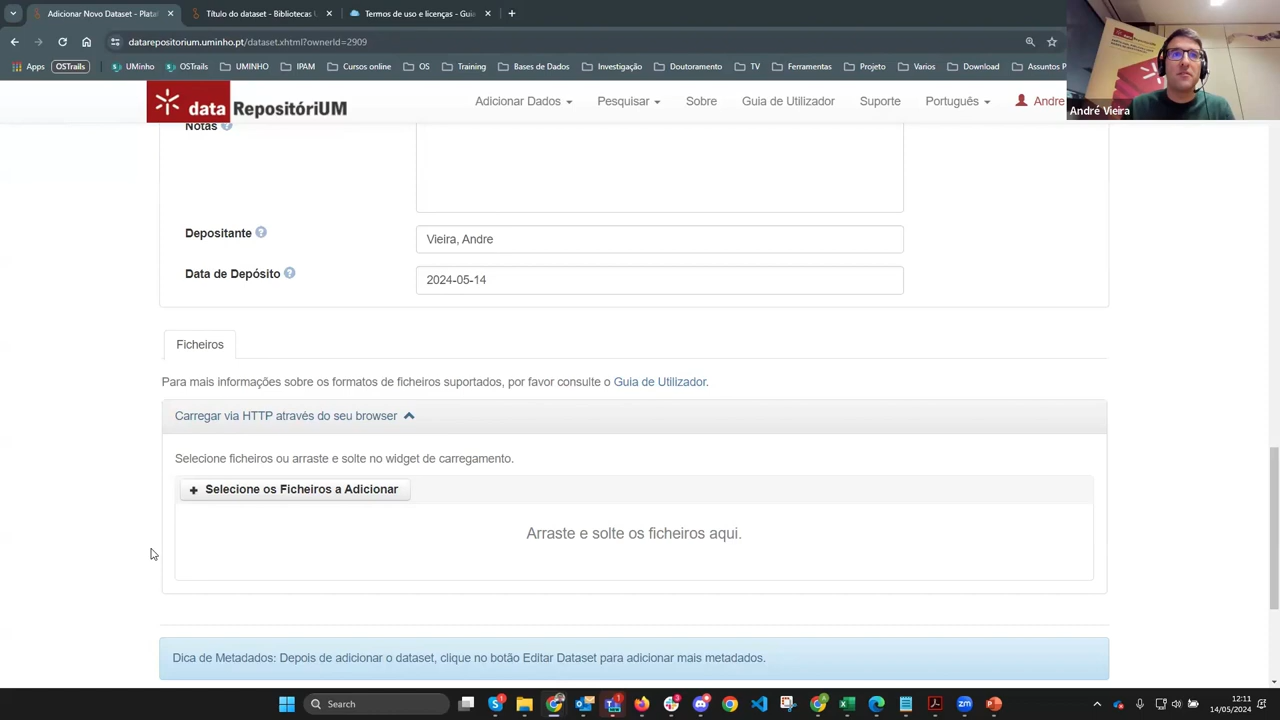 Adicionar Novo Dataset - Plata
Título do dataset - Bibliotecas U
Termos de uso e licenças - Guia
datarepositorium.uminho.pt/dataset.xhtml?ownerId=2909
Apps
OSTrails
UMinho
OSTrails
UMINHO
IPAM
Cursos online
OS
Trails
Bases de Dados
Investigação
Doutoramento
TV
Ferramentas
Projeto
Varios
Download
Assuntos P
André Vieira
data RepositóriUM
Adicionar Dados
Pesquisar
Sobre
Guia de Utilizador
Suporte
Português
Andre
Notas
Depositante
Vieira, Andre
Data de Depósito
2024-05-14
Ficheiros
Para mais informações sobre os formatos de ficheiros suportados, por favor consulte o Guia de Utilizador.
Carregar via HTTP através do seu browser
Selecione ficheiros ou arraste e solte no widget de carregamento.
+ Selecione os Ficheiros a Adicionar
Arraste e solte os ficheiros aqui.
Dica de Metadados: Depois de adicionar o dataset, clique no botão Editar Dataset para adicionar mais metadados.
Search
12:11
14/05/2024